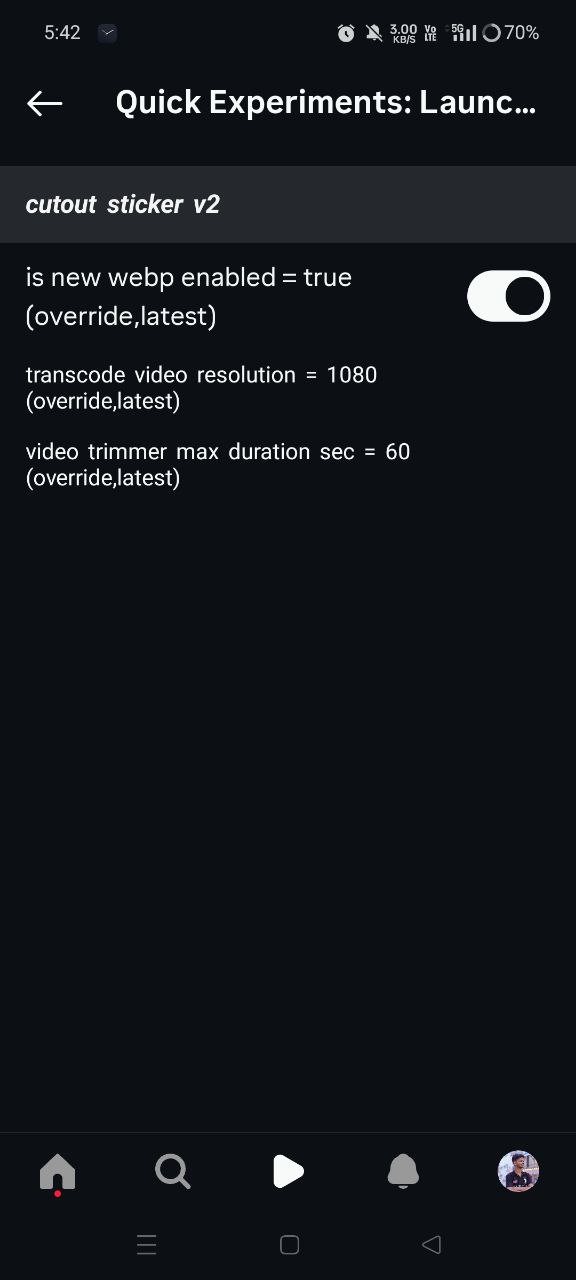 5:42
3.00 KB/S Vo LTE 5G 70%
Quick Experiments: Launc...
cutout sticker v2
is new webp enabled = true
(override,latest)
transcode video resolution = 1080
(override,latest)
video trimmer max duration sec = 60
(override,latest)